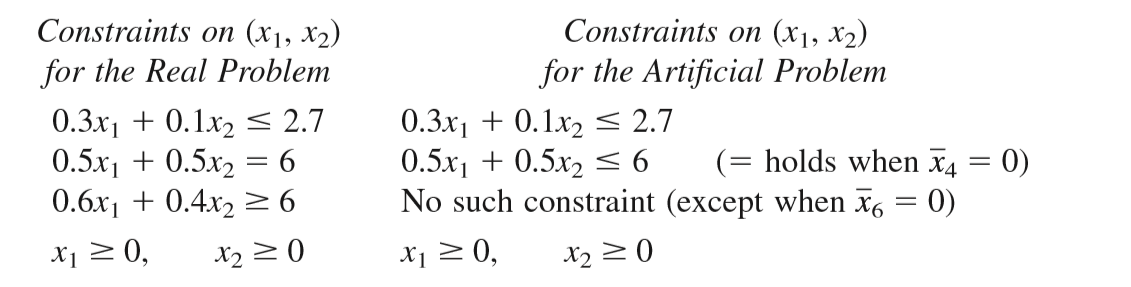 Constraints on (x₁, x₂) Constraints on (x₁, x₂)
for the Real Problem for the Artificial Problem
0.3x₁ + 0.1x₂ ≤ 2.7 0.3x₁ + 0.1x₂ ≤ 2.7
0.5x₁ + 0.5x₂ = 6 0.5x₁ + 0.5x₂ ≤ 6 (= holds when x̄₄ = 0)
0.6x₁ + 0.4x₂ ≥ 6 No such constraint (except when x̄₆ = 0)
x₁ ≥ 0, x₂ ≥ 0 x₁ ≥ 0, x₂ ≥ 0